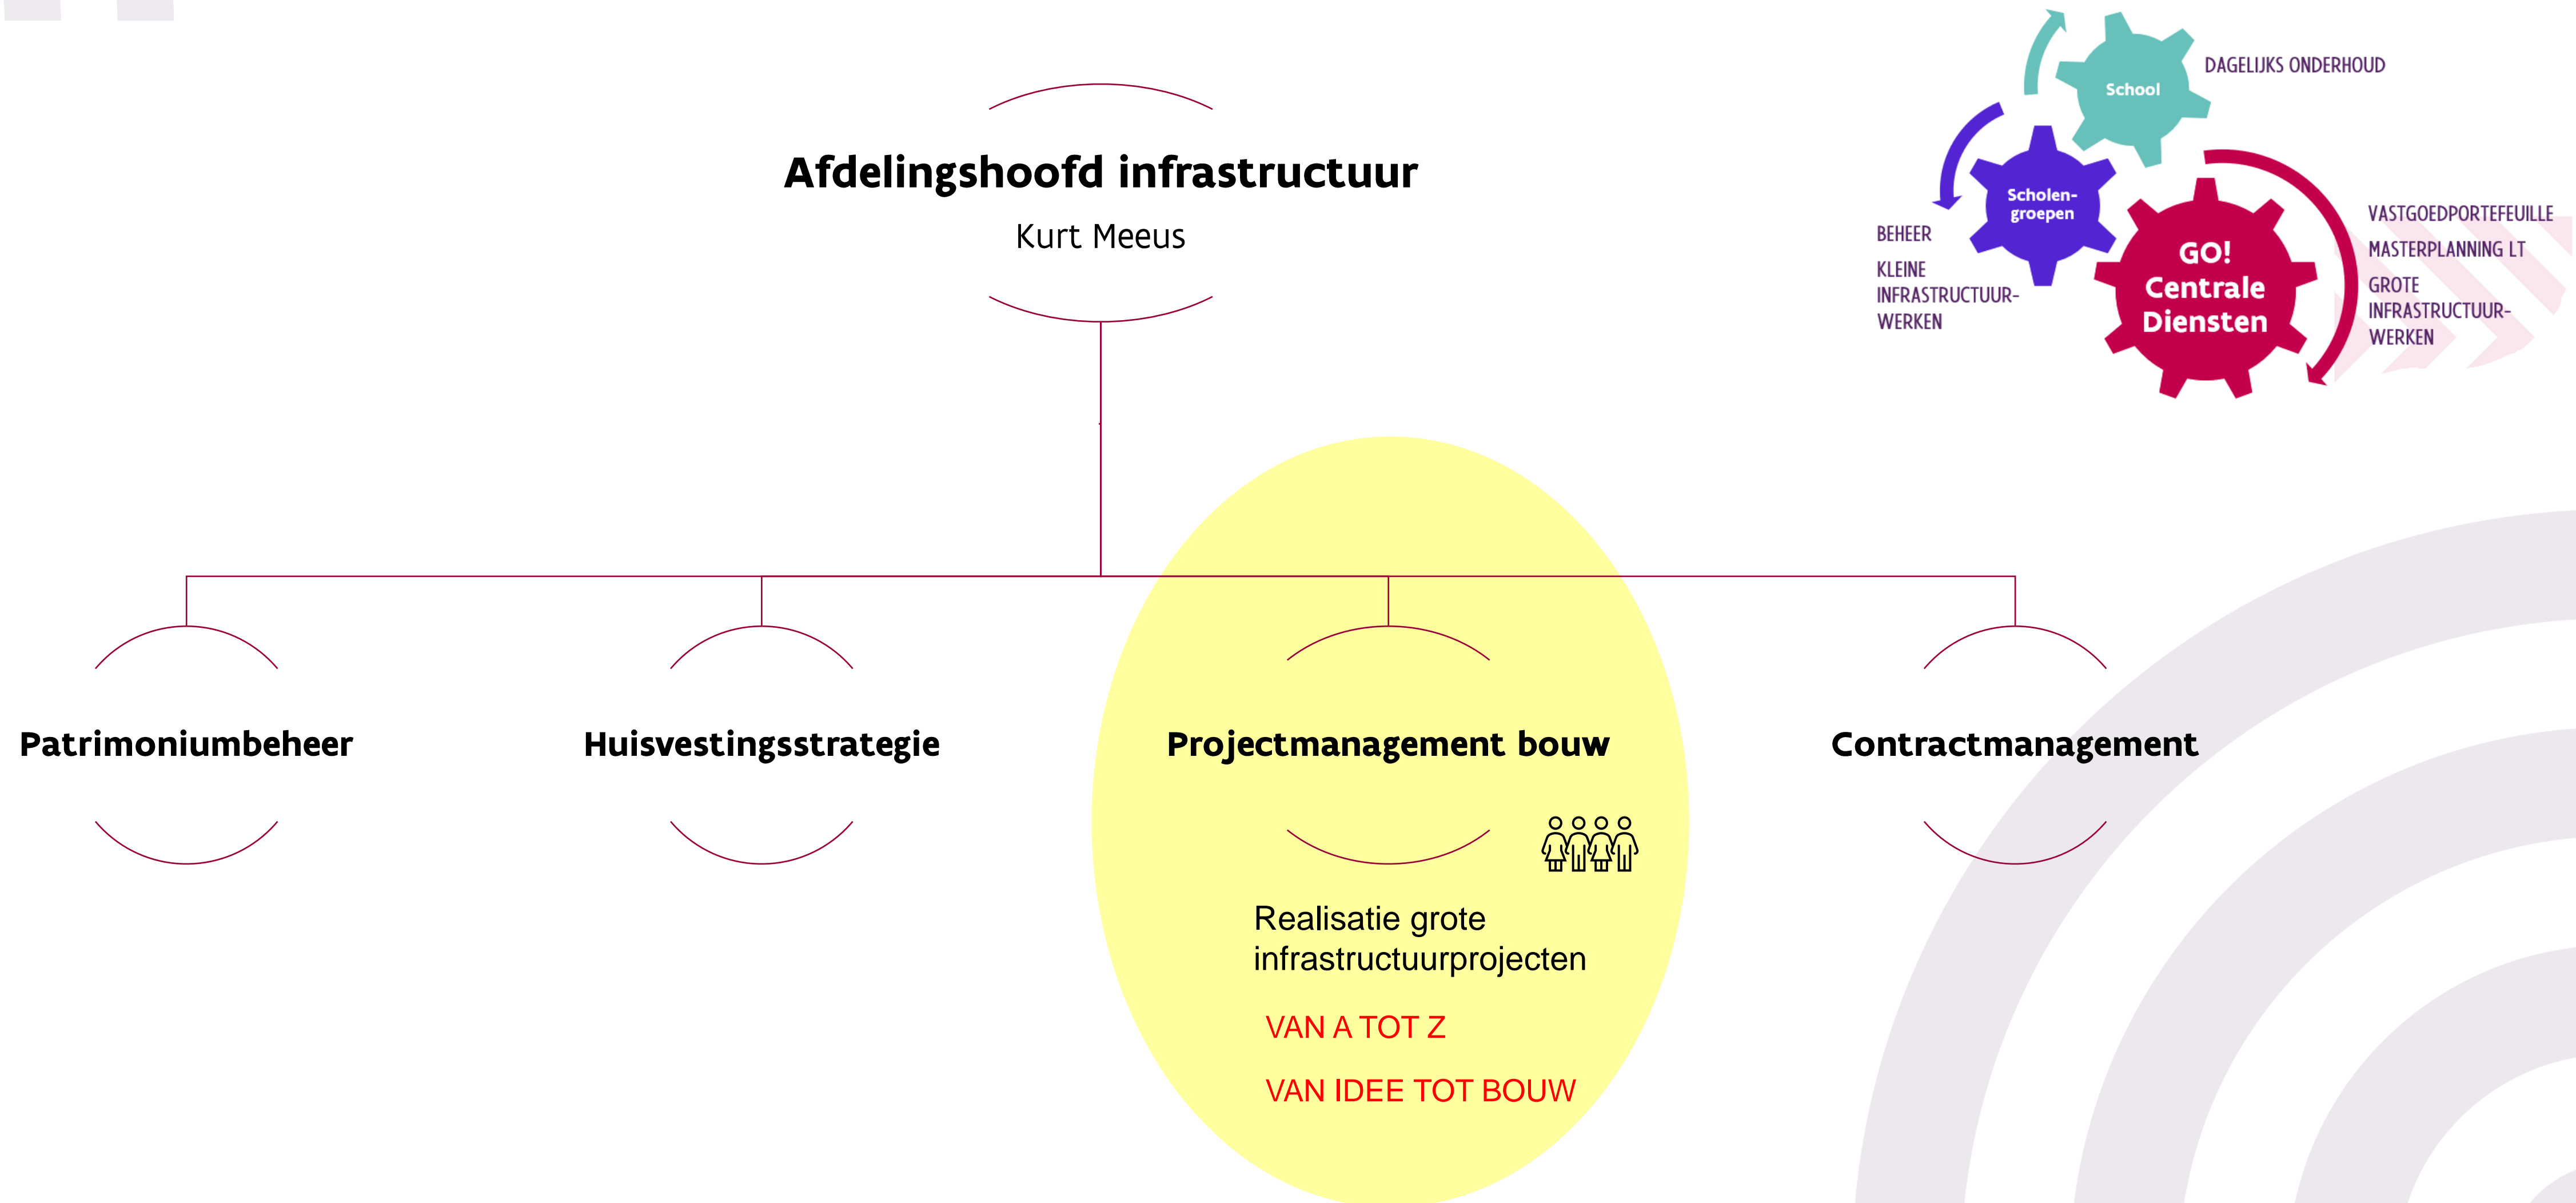 Afdelingshoofd infrastructuur
Kurt Meeus
School
DAGELIJKS ONDERHOUD
Scholen-
groepen
BEHEER
KLEINE
INFRASTRUCTUUR-
WERKEN
GO!
Centrale
Diensten
VASTGOEDPORTEFEUILLE
MASTERPLANNING LT
GROTE
INFRASTRUCTUUR-
WERKEN
Patrimoniumbeheer
Huisvestingsstrategie
Projectmanagement bouw
Contractmanagement
Realisatie grote
infrastructuurprojecten
VAN A TOT Z
VAN IDEE TOT BOUW